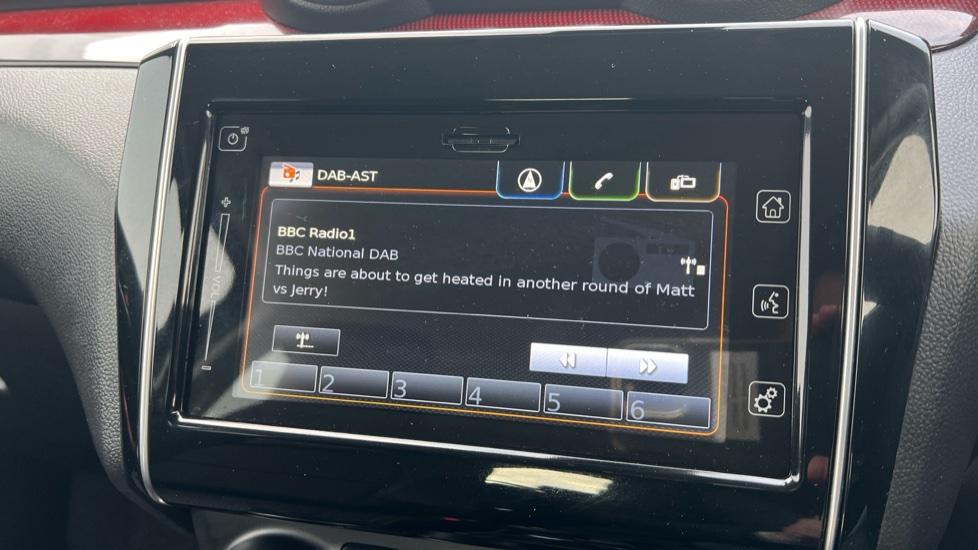 DAB-AST
BBC Radio1
BBC National DAB
Things are about to get heated in another round of Matt
vs Jerry!
VOL
1
2
3
4
5
6